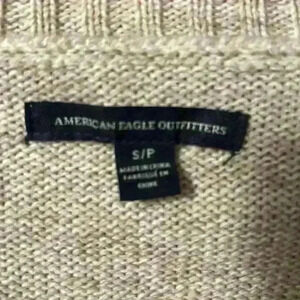 AMERICAN EAGLE OUTFITTERS
S/P
MADE IN CHINA
FABRIQUÉ EN
CHINE